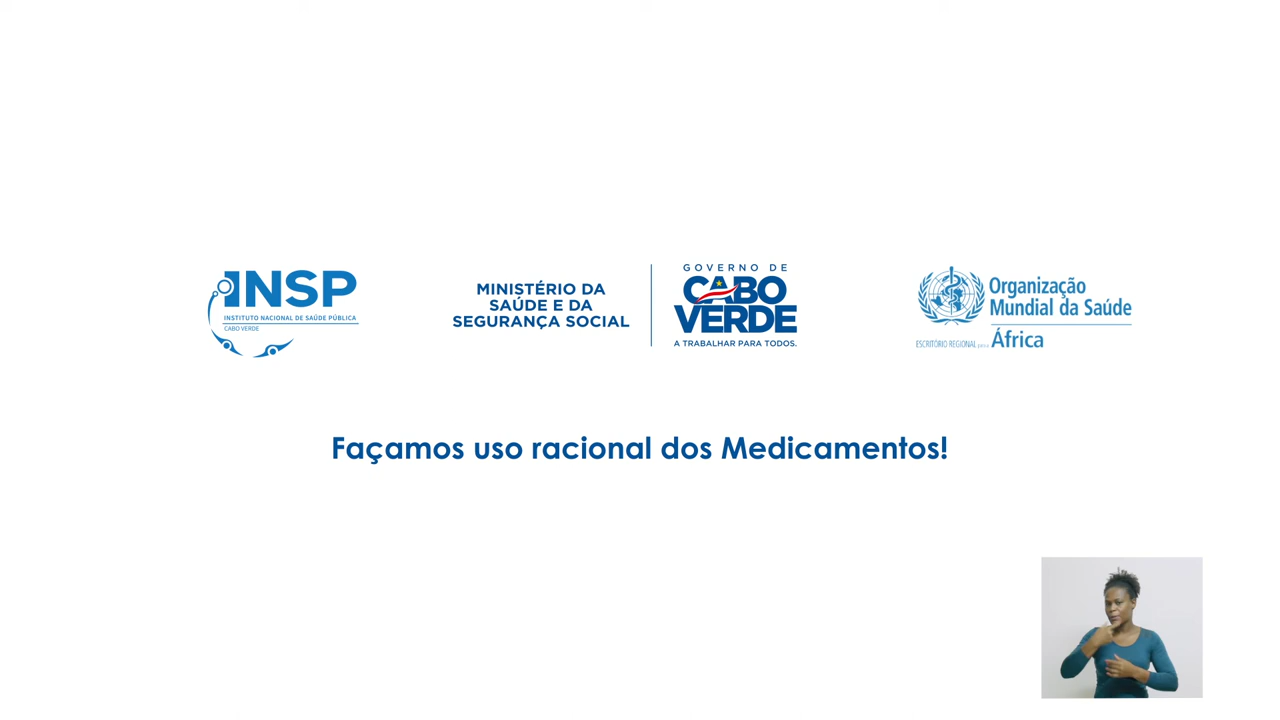 INSP
INSTITUTO NACIONAL DE SAÚDE PÚBLICA
CABO VERDE
MINISTÉRIO DA
SAÚDE E DA
SEGURANÇA SOCIAL
GOVERNO DE
CABO
VERDE
A TRABALHAR PARA TODOS.
Organização
Mundial da Saúde
ESCRITÓRIO REGIONAL para África
Façamos uso racional dos Medicamentos!